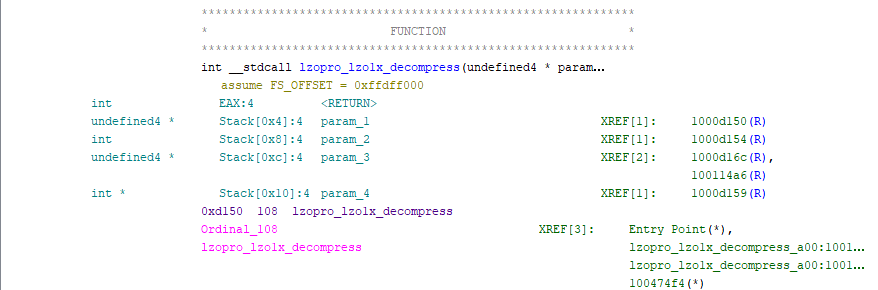 **************************************************************
* FUNCTION *
**************************************************************
int __stdcall lzopro_lzo1x_decompress(undefined4 * param...
assume FS_OFFSET = 0xffdff000
int EAX:4 <RETURN>
undefined4 * Stack[0x4]:4 param_1 XREF[1]: 1000d150(R)
int Stack[0x8]:4 param_2 XREF[1]: 1000d154(R)
undefined4 * Stack[0xc]:4 param_3 XREF[2]: 1000d16c(R),
100114a6(R)
int * Stack[0x10]:4 param_4 XREF[1]: 1000d159(R)
0xd150 108 lzopro_lzo1x_decompress
Ordinal_108 XREF[3]: Entry Point(*),
lzopro_lzo1x_decompress lzopro_lzo1x_decompress_a00:1001...
lzopro_lzo1x_decompress_a00:1001...
100474f4(*)